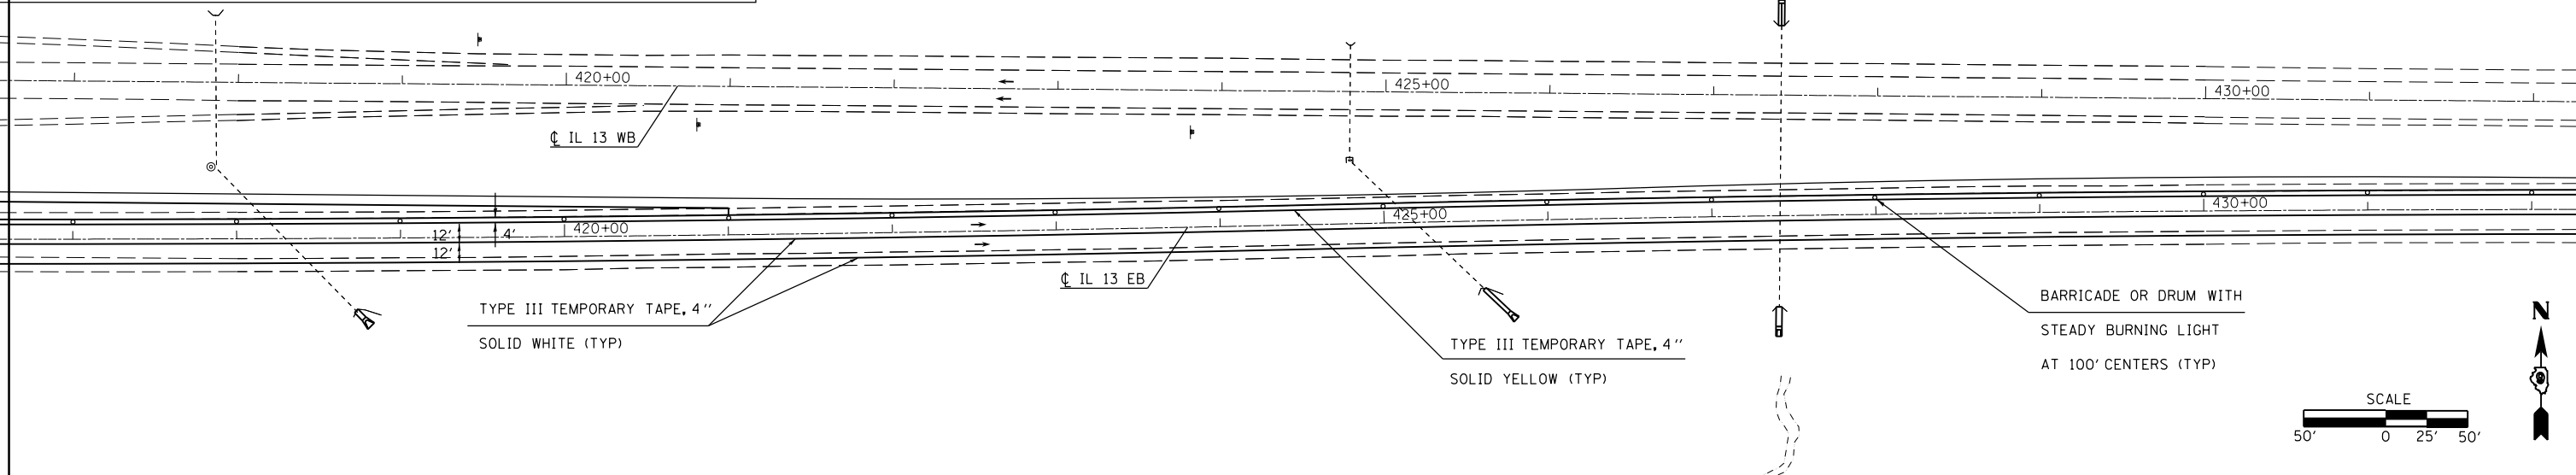 420+00
425+00
430+00
℄ IL 13 WB
12'
4'
12'
420+00
425+00
430+00
℄ IL 13 EB
TYPE III TEMPORARY TAPE, 4"
SOLID WHITE (TYP)
TYPE III TEMPORARY TAPE, 4"
SOLID YELLOW (TYP)
BARRICADE OR DRUM WITH
STEADY BURNING LIGHT
AT 100' CENTERS (TYP)
N
SCALE
50' 0 25' 50'